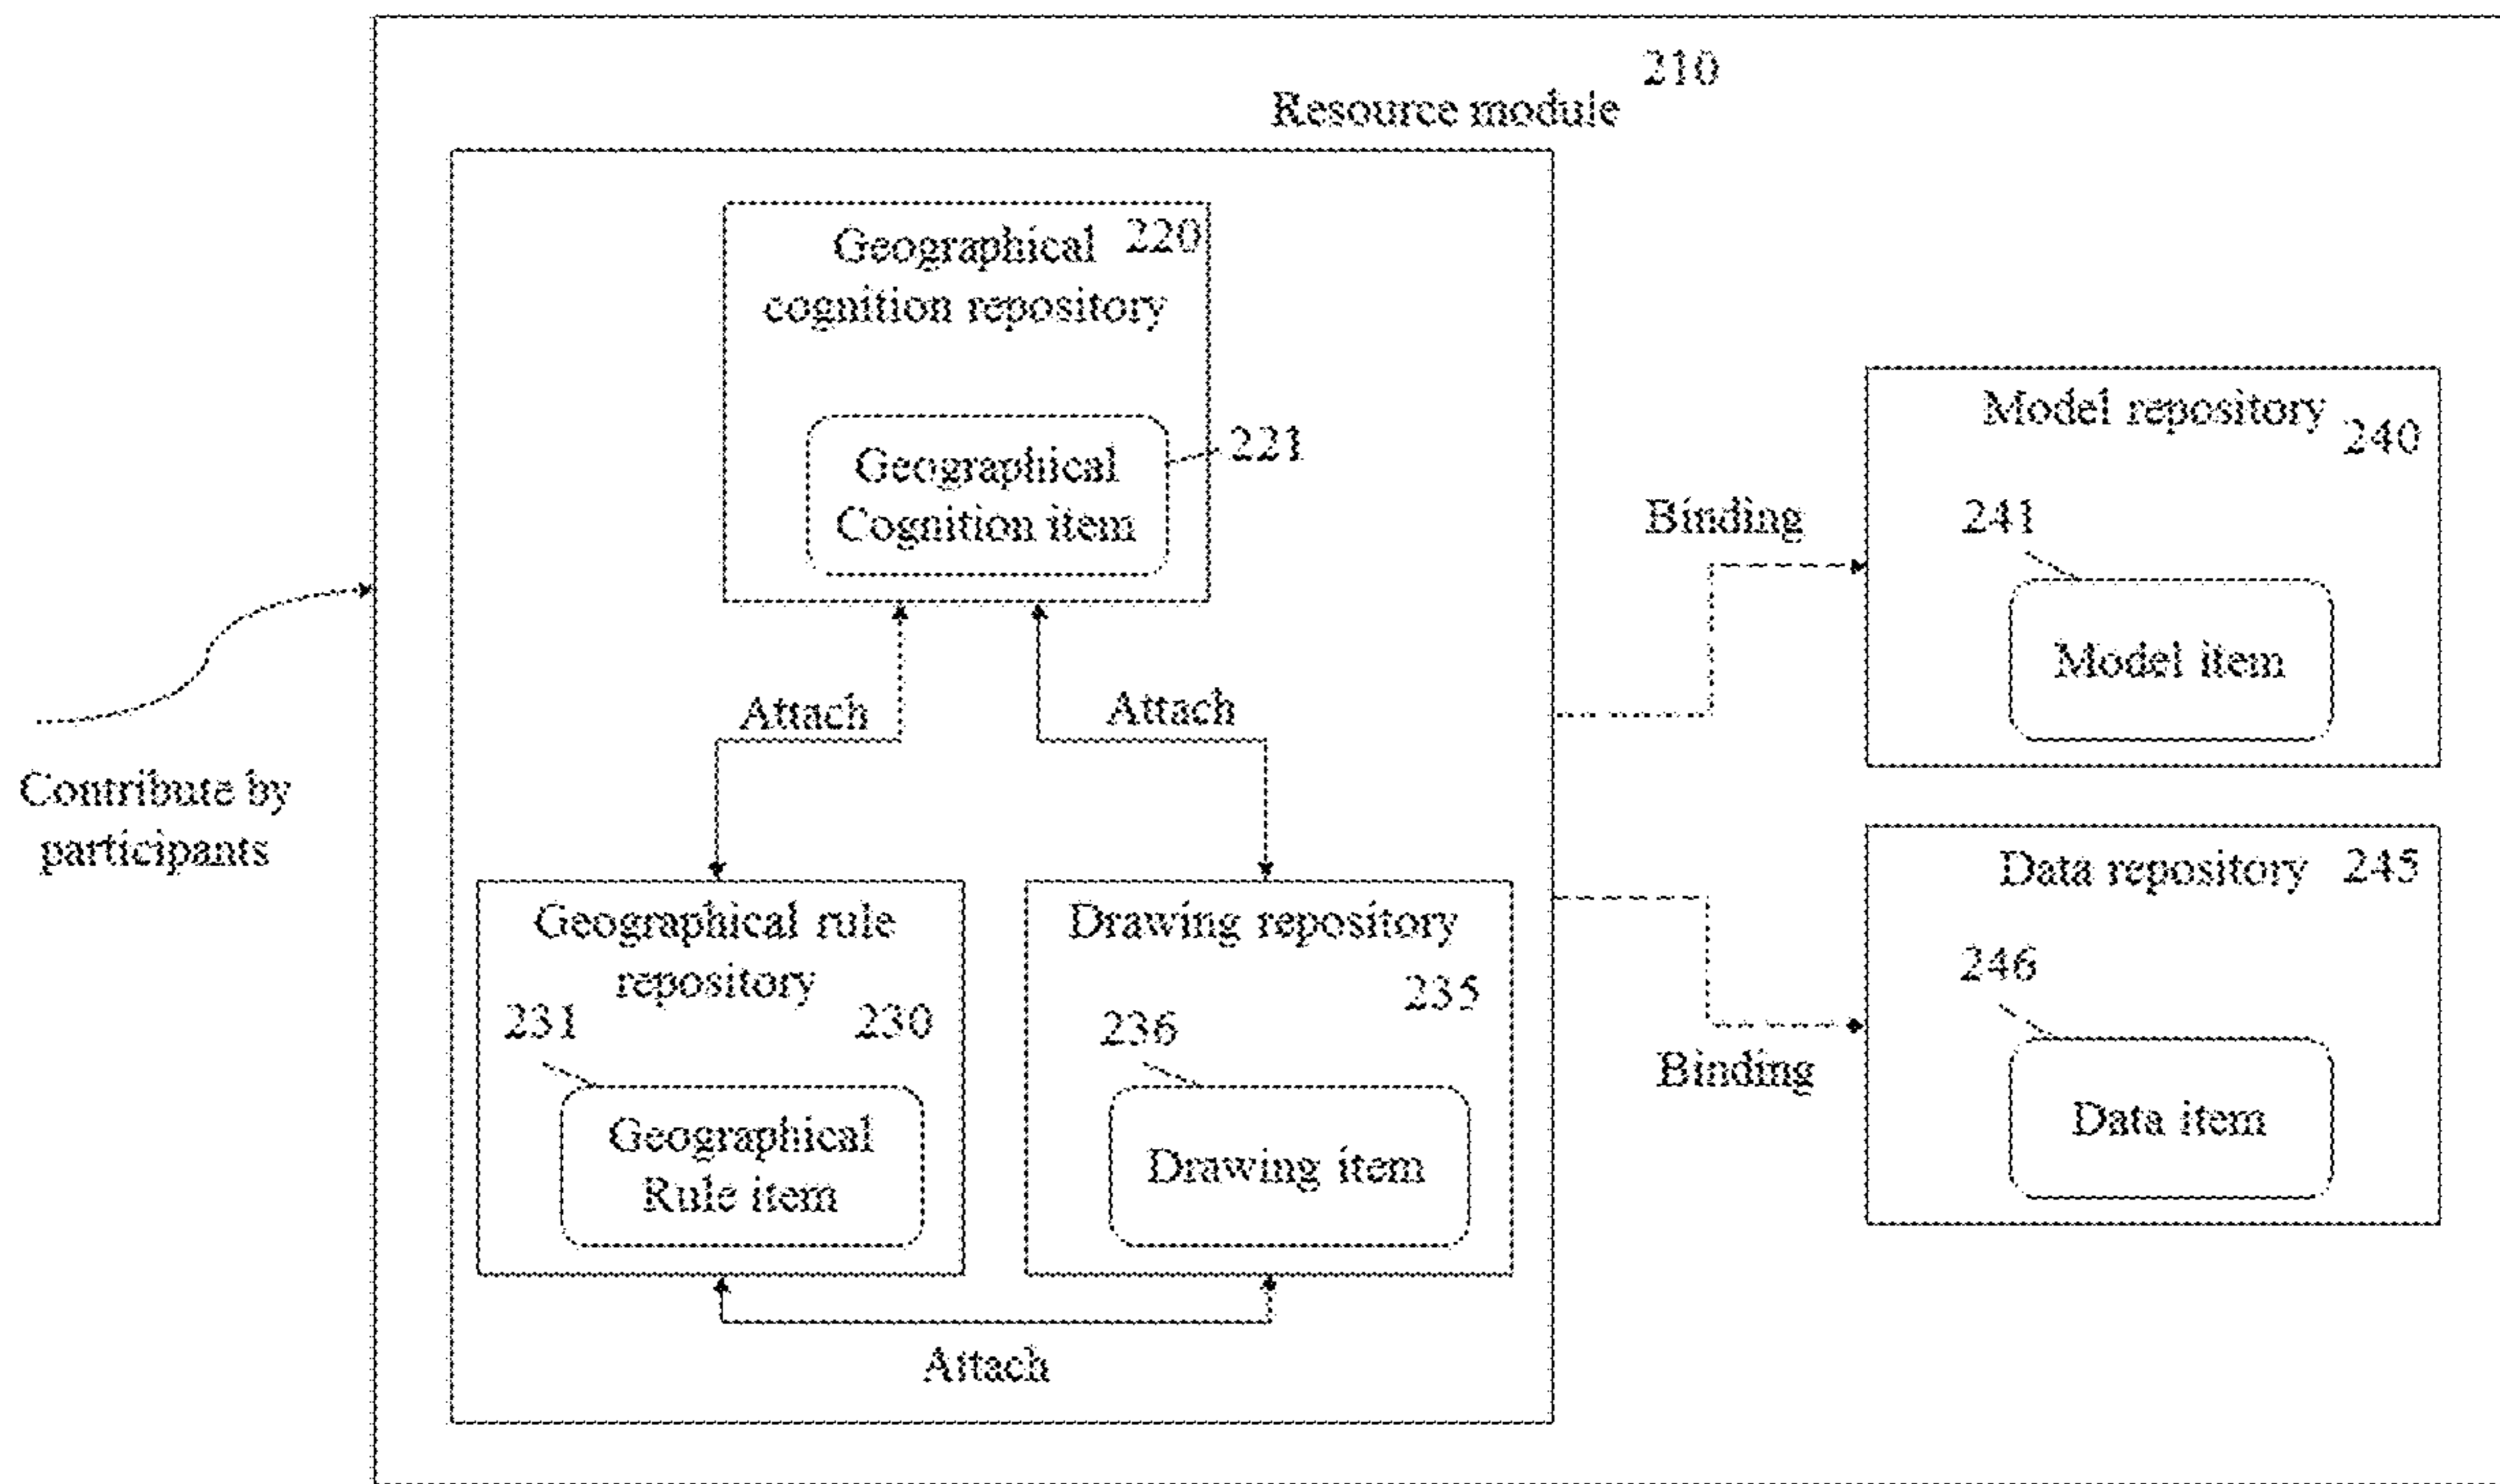 210
Resource module
Geographical 220
cognition repository
Geographical
Cognition item
221
Model repository
240
241
Model item
Binding
Attach
Attach
Contribute by
participants
Geographical rule
repository
231
230
Geographical
Rule item
Drawing repository
235
236
Drawing item
Data repository 245
246
Data item
Binding
Attach